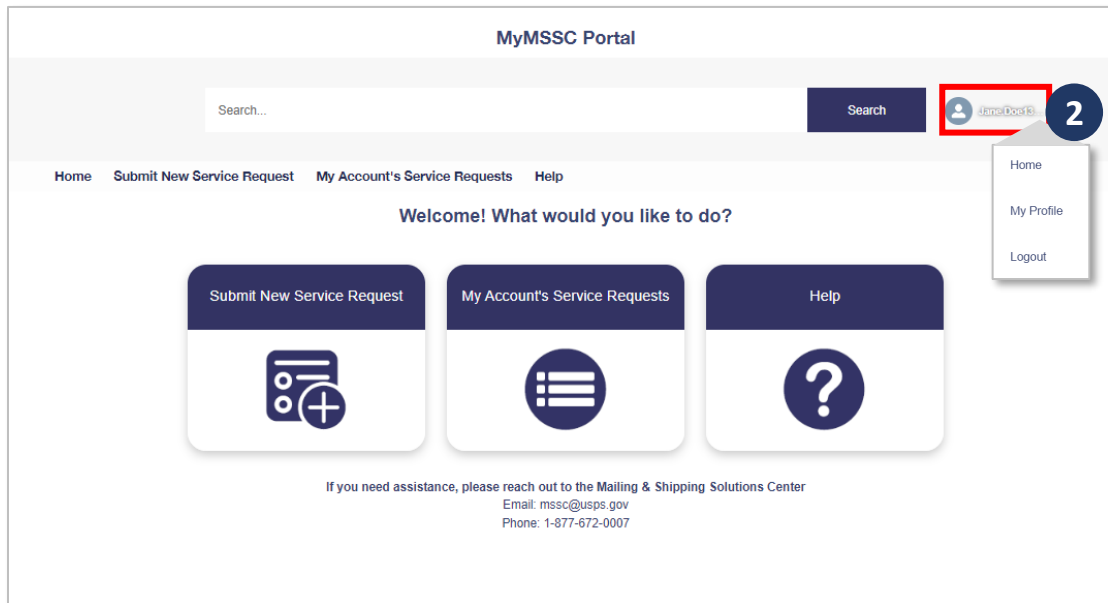 MyMSSC Portal
Search...
Search
Jane.Doe13
2
Home
My Profile
Logout
Home Submit New Service Request My Account's Service Requests Help
Welcome! What would you like to do?
Submit New Service Request
My Account's Service Requests
Help
If you need assistance, please reach out to the Mailing & Shipping Solutions Center
Email: mssc@usps.gov
Phone: 1-877-672-0007